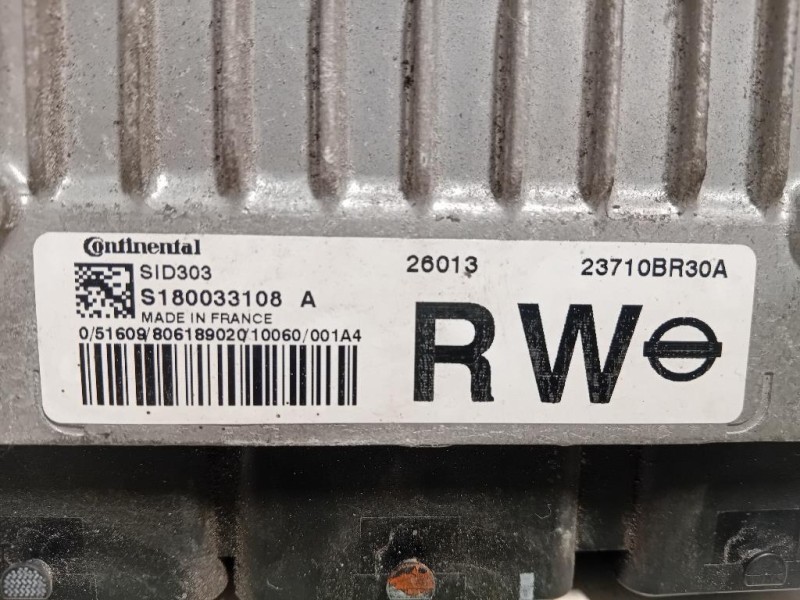 Continental
SID303
S180033108 A
MADE IN FRANCE
0/51609/806189020/10060/001A4
26013 23710BR30A
RW